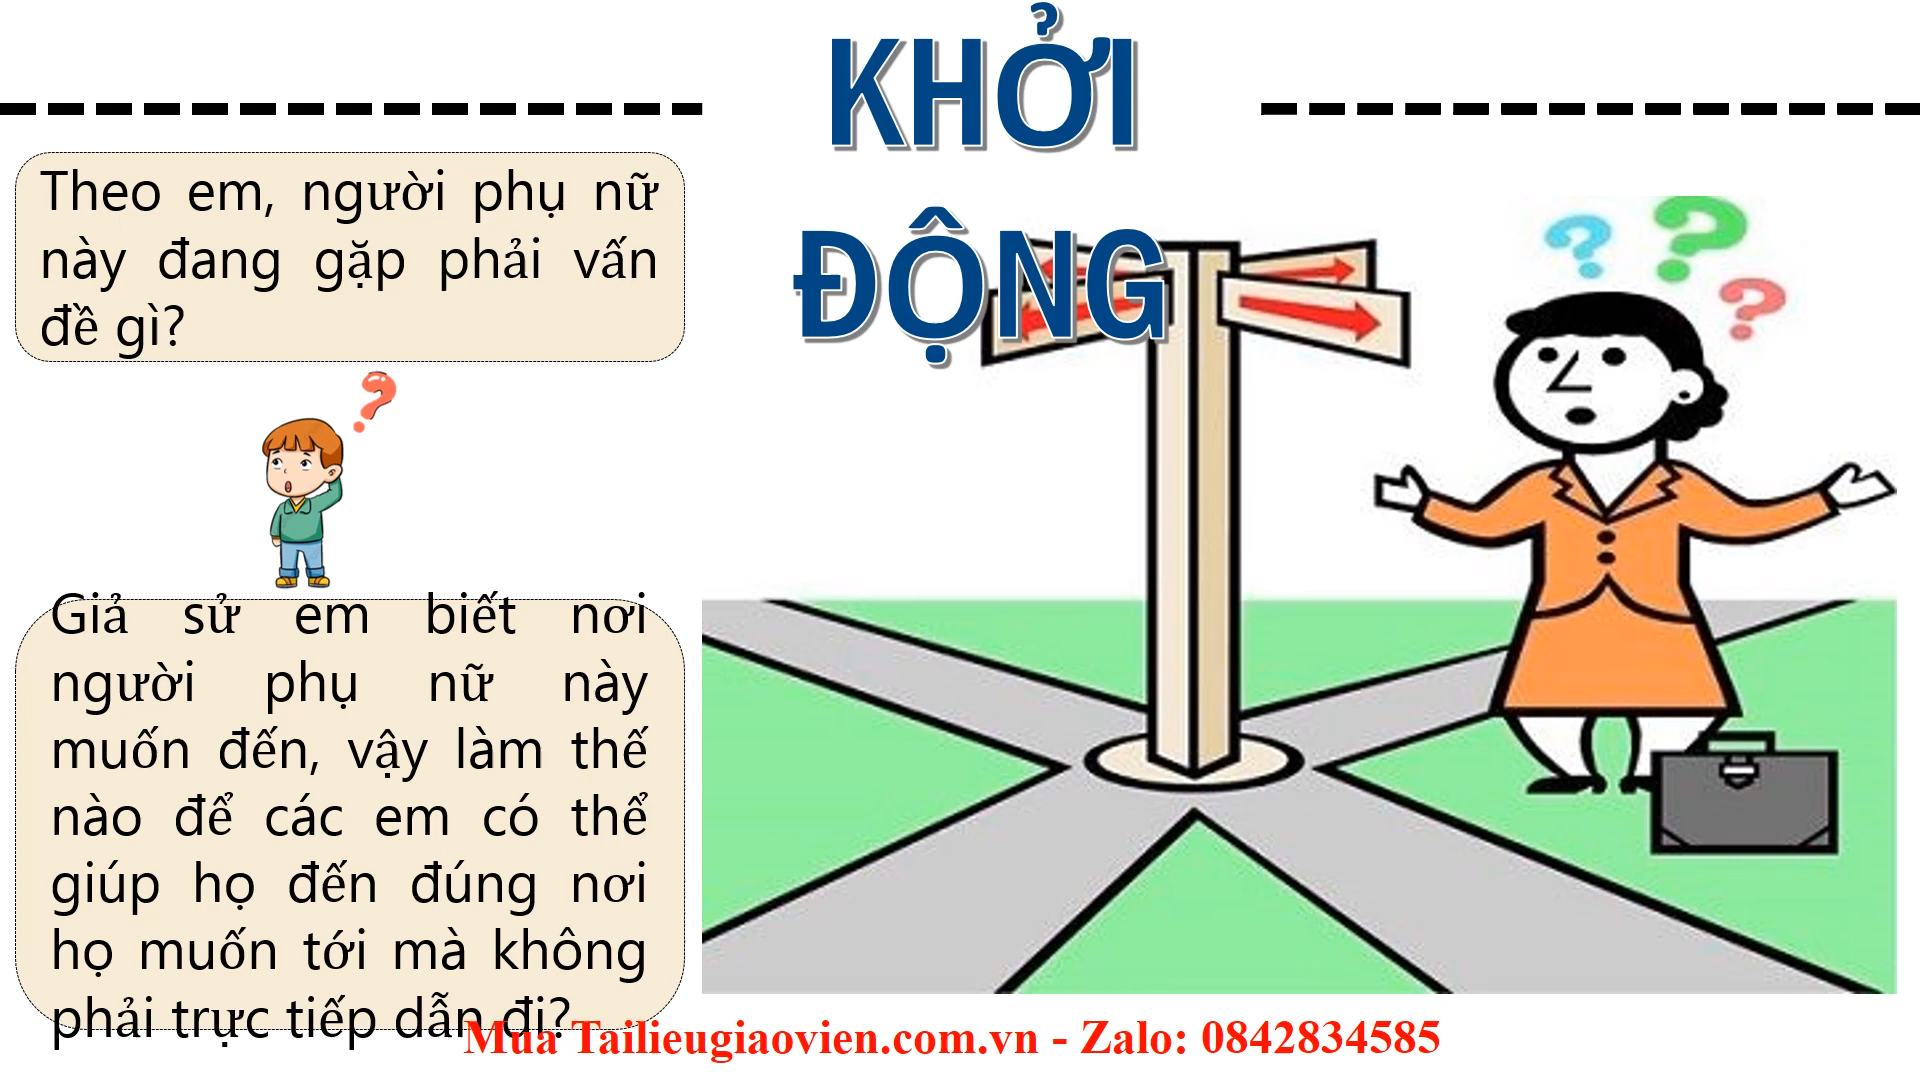 KHỞI
ĐỘNG
Theo em, người phụ nữ
này đang gặp phải vấn
đề gì?
Giả sử em biết nơi
người phụ nữ này
muốn đến, vậy làm thế
nào để các em có thể
giúp họ đến đúng nơi
họ muốn tới mà không
phải trực tiếp dẫn đi?
Mua Tailieugiaovien.com.vn - Zalo: 0842834585